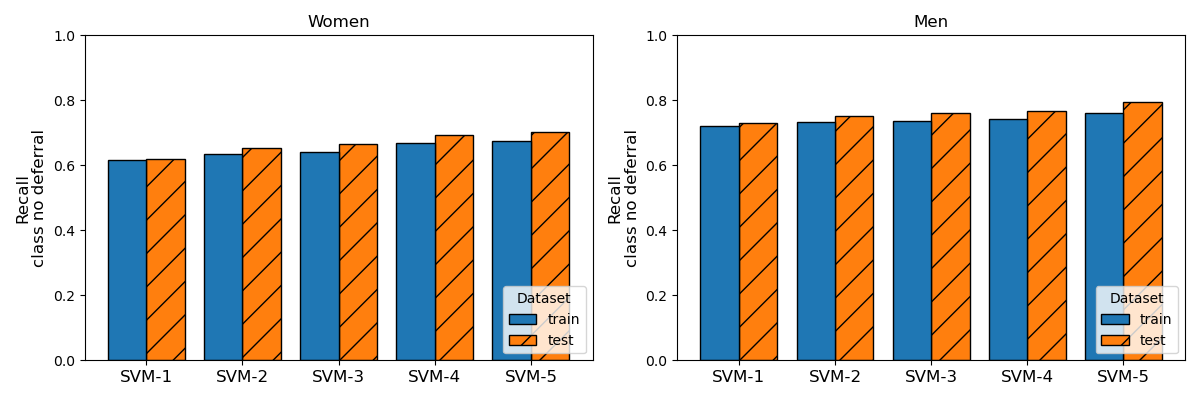 Women
Recall
class no deferral
1.0
0.8
0.6
0.4
0.2
0.0
SVM-1 SVM-2 SVM-3 SVM-4 SVM-5
Dataset
train
test
Men
Recall
class no deferral
1.0
0.8
0.6
0.4
0.2
0.0
SVM-1 SVM-2 SVM-3 SVM-4 SVM-5
Dataset
train
test